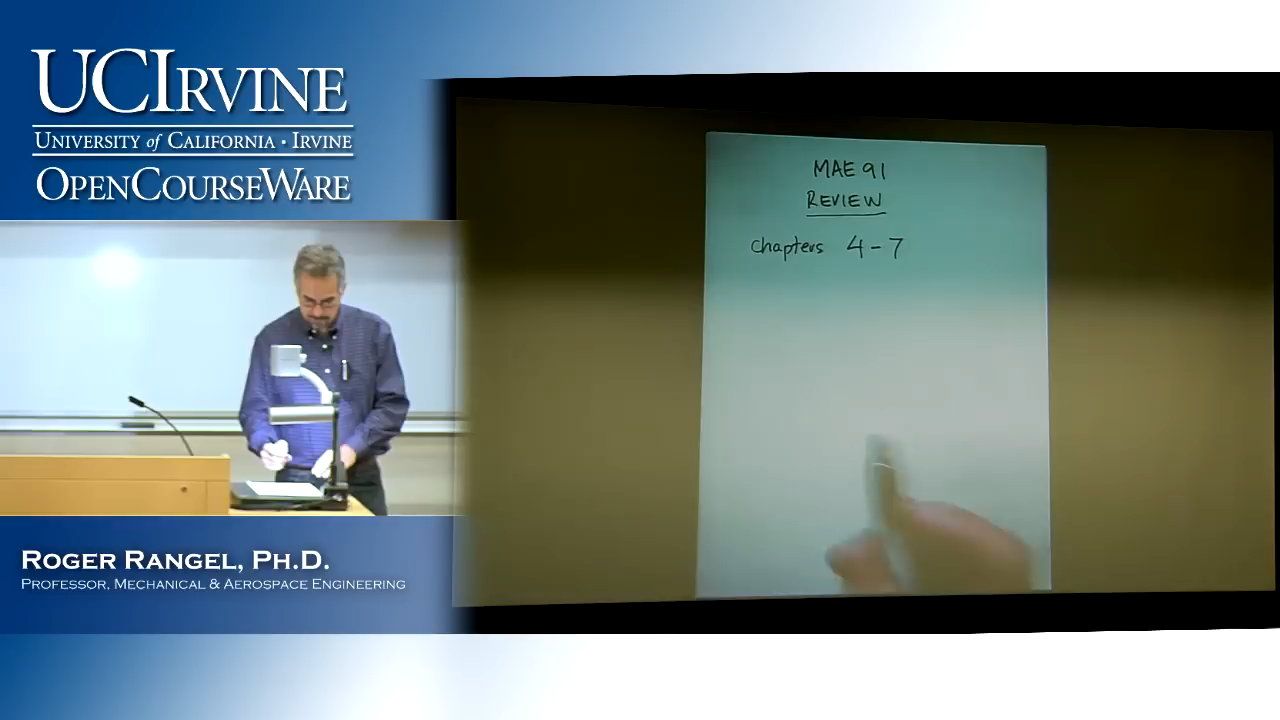 UCIRVINE
UNIVERSITY of CALIFORNIA · IRVINE
OPENCOURSEWARE
MAE 91
REVIEW
Chapters 4-7
ROGER RANGEL, PH.D.
PROFESSOR, MECHANICAL & AEROSPACE ENGINEERING